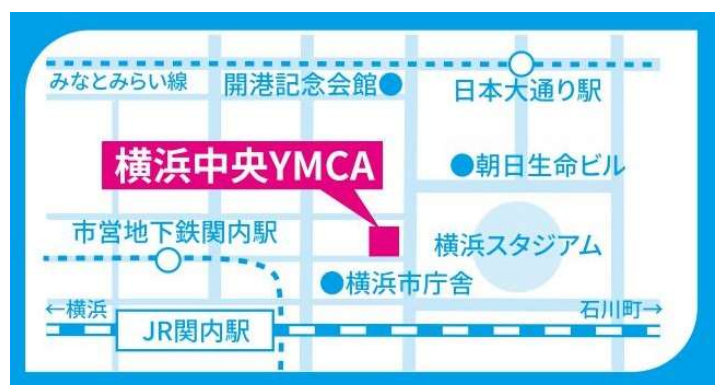 みなとみらい線
開港記念会館
日本大通り駅
横浜中央YMCA
朝日生命ビル
市営地下鉄関内駅
横浜スタジアム
横浜市庁舎
←横浜
石川町→
JR関内駅